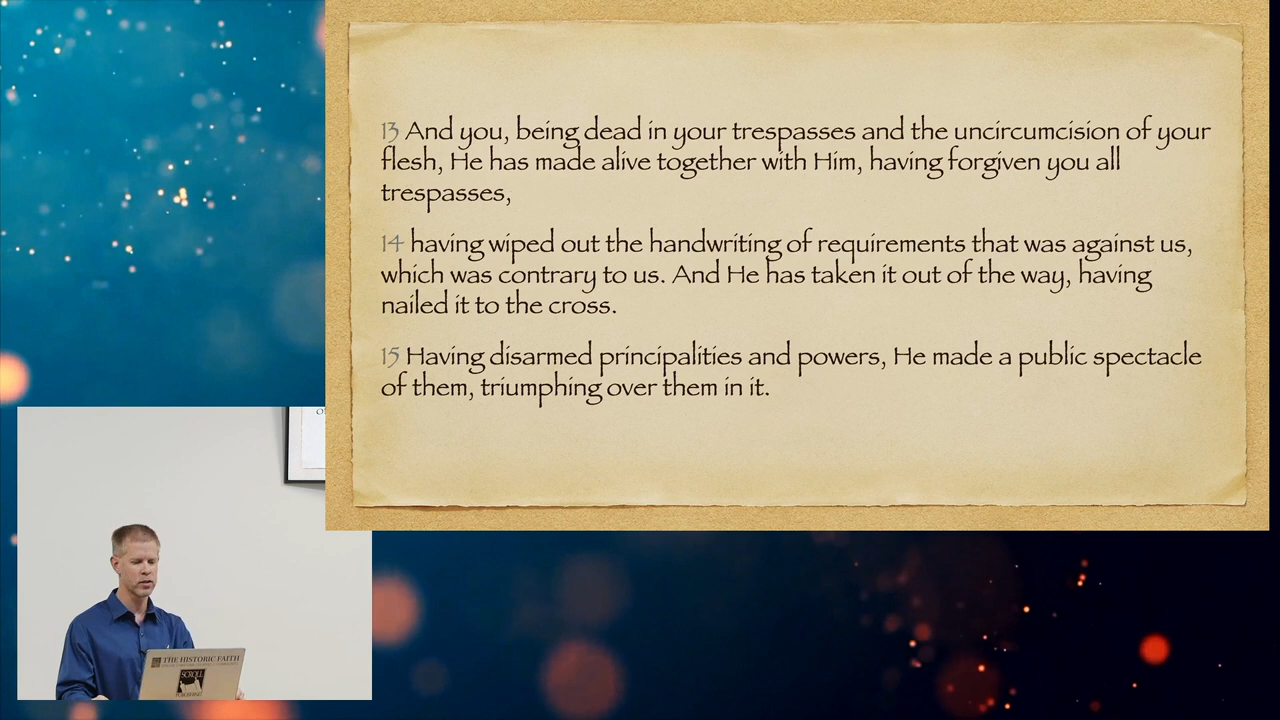 13 And you, being dead in your trespasses and the uncircumcision of your
flesh, He has made alive together with Him, having forgiven you all
trespasses,
14 having wiped out the handwriting of requirements that was against us,
which was contrary to us. And He has taken it out of the way, having
nailed it to the cross.
15 Having disarmed principalities and powers, He made a public spectacle
of them, triumphing over them in it.
THE HISTORIC FAITH
SCROLL
PUBLISHING